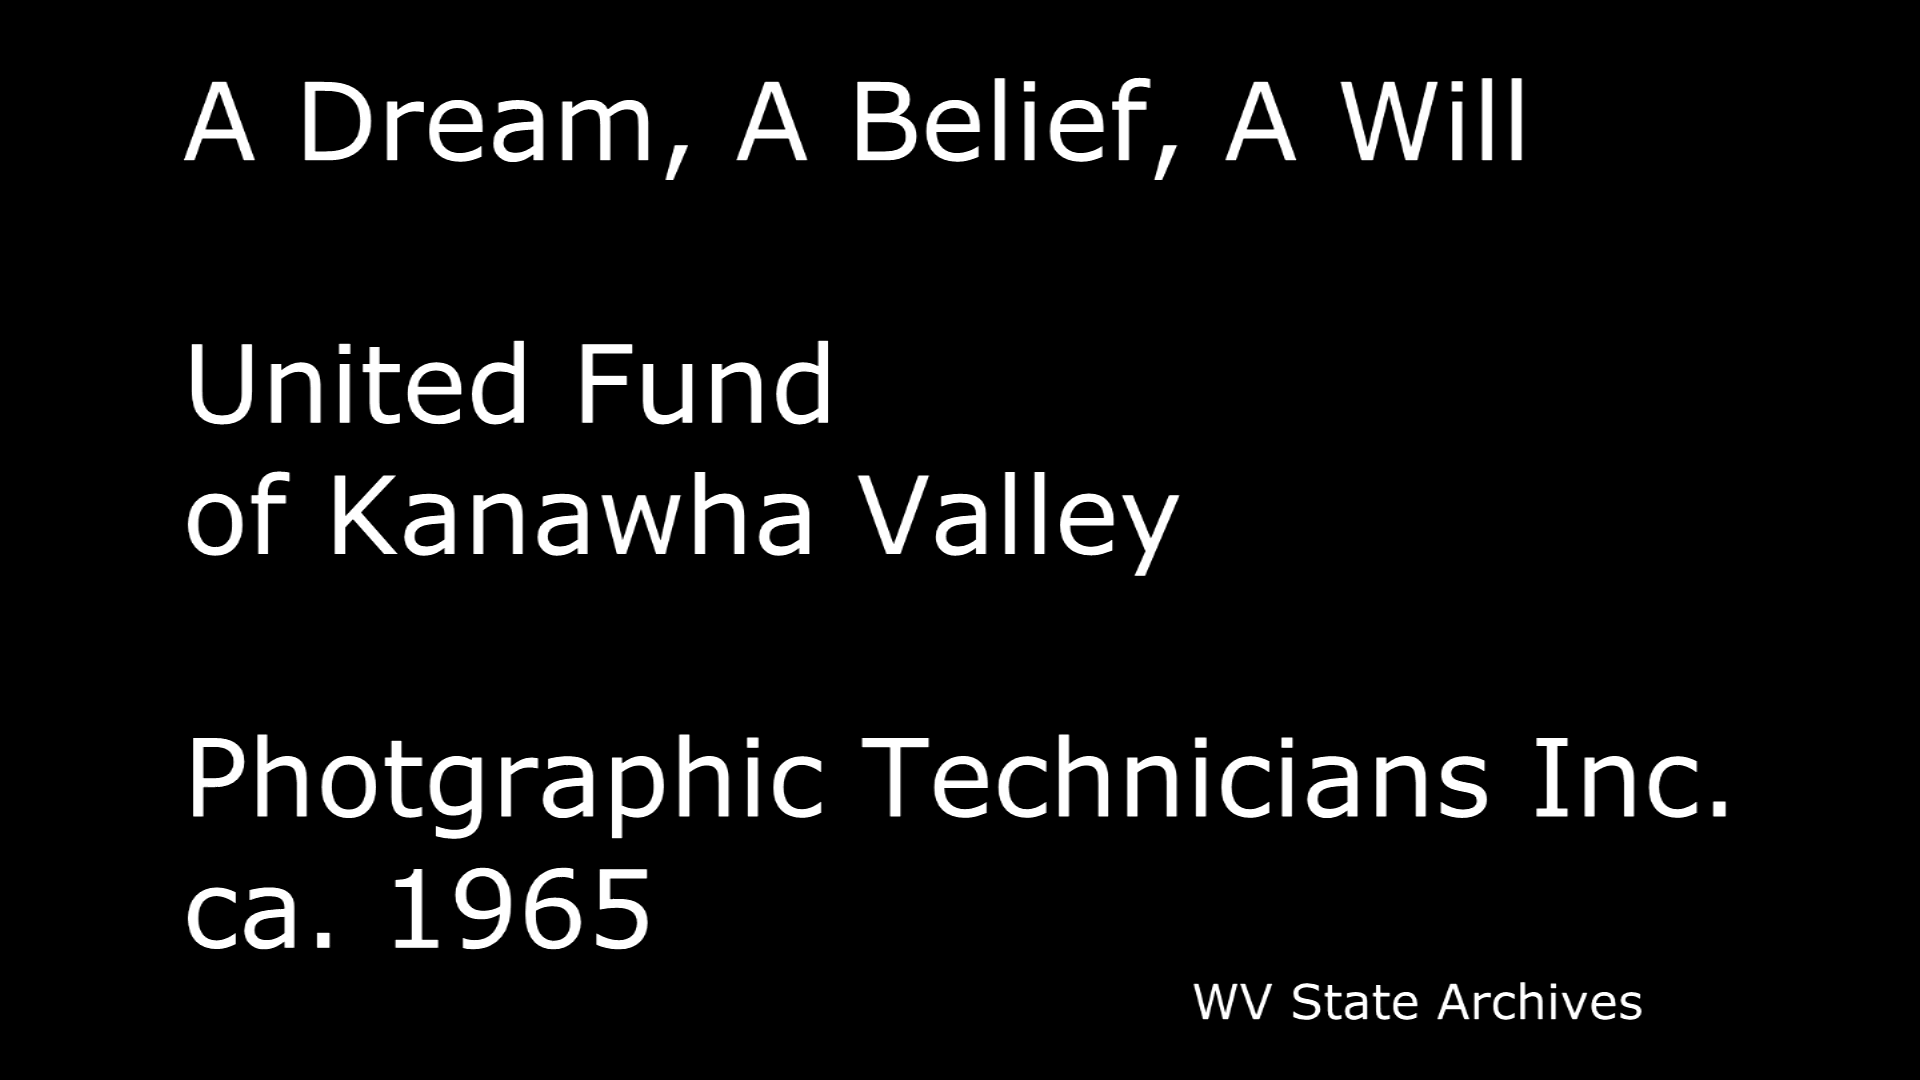 A Dream, A Belief, A Will
United Fund
of Kanawha Valley
Photgraphic Technicians Inc.
ca. 1965
WV State Archives